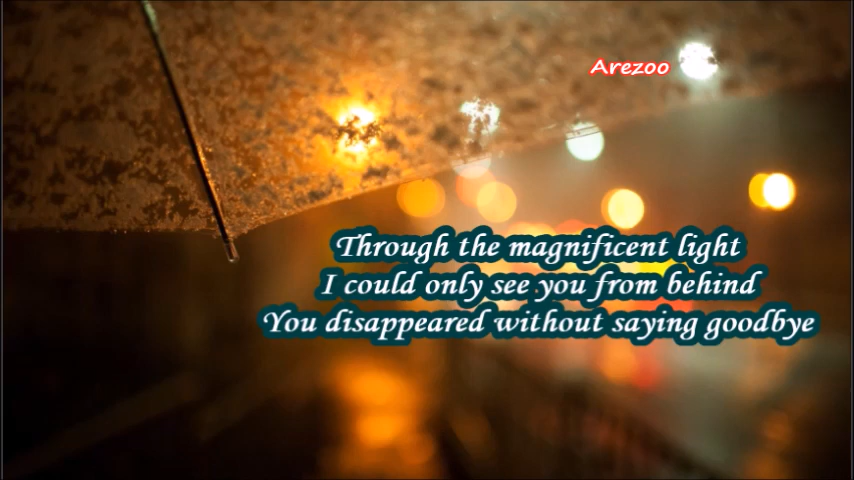 Arezoo
Through the magnificent light
I could only see you from behind
You disappeared without saying goodbye